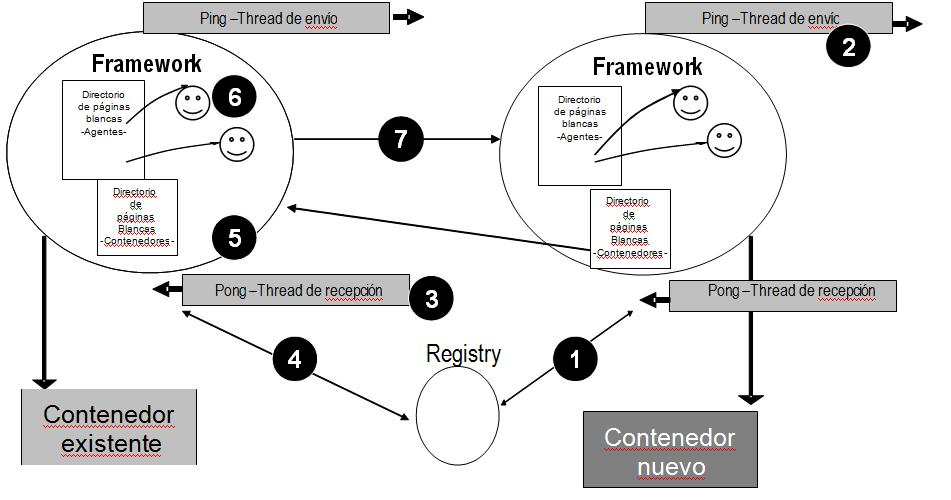 Ping –Thread de envío
Framework
Directorio
de páginas
blancas
-Agentes-
6
Directorio
de
páginas
Blancas
-Contenedores-
5
7
Ping –Thread de envío
2
Framework
Directorio
de páginas
blancas
-Agentes-
Directorio
de
páginas
Blancas
-Contenedores-
Pong –Thread de recepción
3
Pong –Thread de recepción
4
Registry
1
Contenedor
existente
Contenedor
nuevo